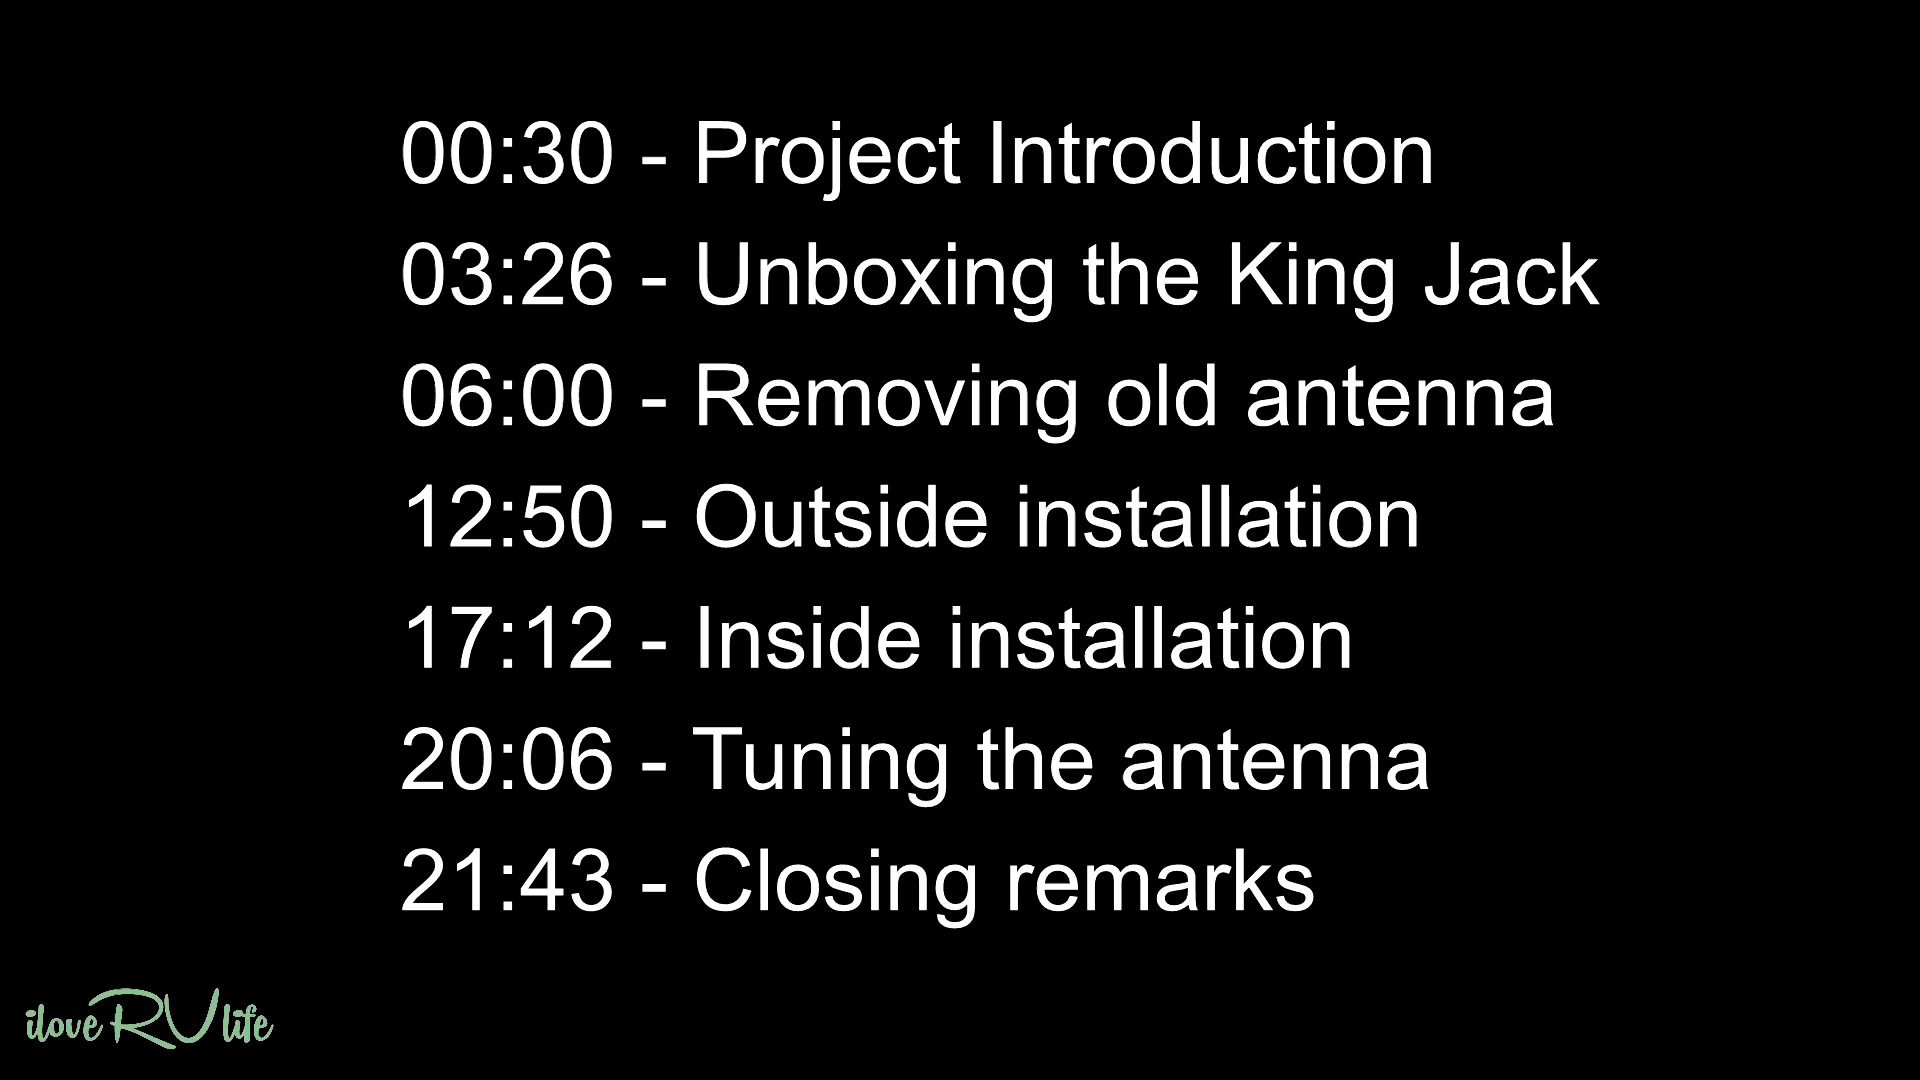 00:30 - Project Introduction
03:26 - Unboxing the King Jack
06:00 - Removing old antenna
12:50 - Outside installation
17:12 - Inside installation
20:06 - Tuning the antenna
21:43 - Closing remarks
iloveRVlife